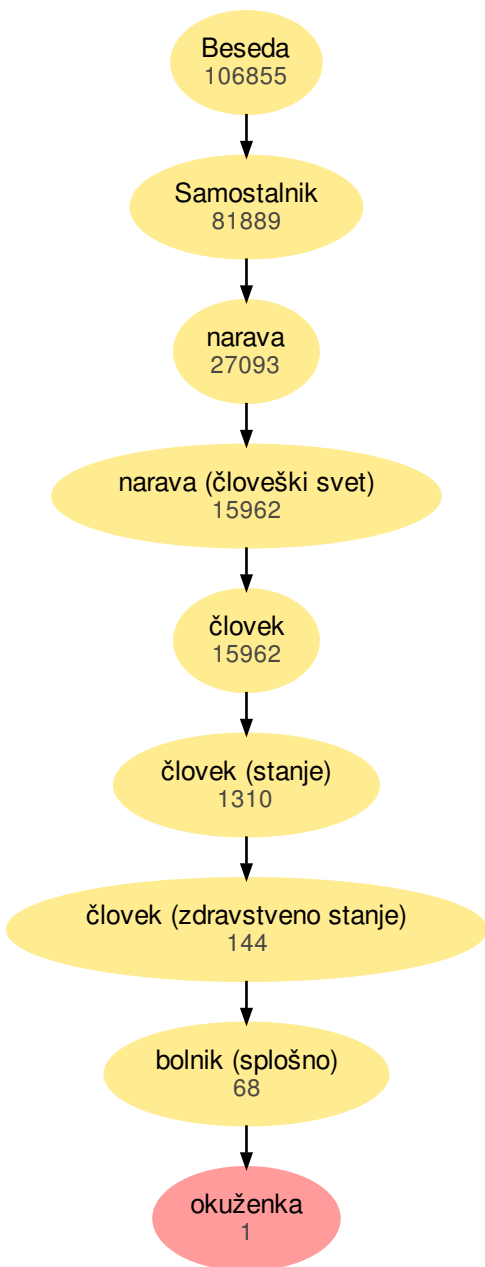 Beseda
106855
Samostalnik
81889
narava
27093
narava (človeški svet)
15962
človek
15962
človek (stanje)
1310
človek (zdravstveno stanje)
144
bolnik (splošno)
68
okuženka
1